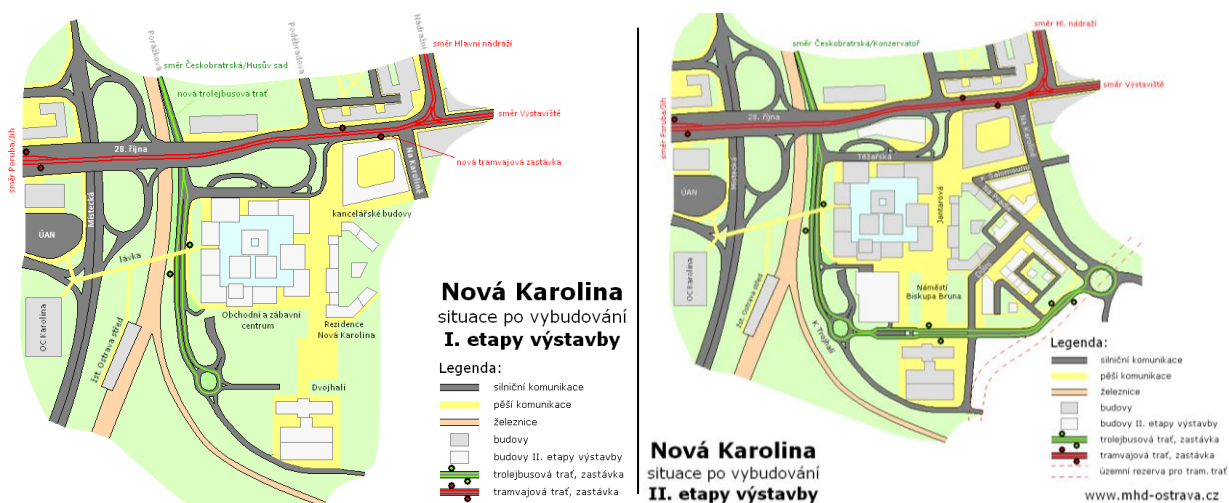 Porážkova
Poděbradova
Nádražní
směr Hlavní nádraží
směr Českobratrská/Husův sad
nová trolejbusová trať
směr Výstaviště
28. října
směr Poruba/Jih
nová tramvajová zastávka
Na Karolině
Místecká
kancelářské budovy
ÚAN
lávka
OC Karolina
žst. Ostrava střed
Obchodní a zábavní
centrum
Rezidence
Nová Karolina
Dvojhalí
Nová Karolina
situace po vybudování
I. etapy výstavby
Legenda:
silniční komunikace
pěší komunikace
železnice
budovy
budovy II. etapy výstavby
trolejbusová trať, zastávka
tramvajová trať, zastávka
směr Českobratrská/Konzervatoř
směr Hl. nádraží
směr Výstaviště
28. října
směr Poruba/Jih
Na Karolině
Těžařská
Místecká
K Šalomounu
ÚAN
Jantarová
OC Karolina
žst. Ostrava střed
Náměstí
Biskupa Bruna
K Trojhalí
Legenda:
silniční komunikace
pěší komunikace
železnice
budovy
budovy II. etapy výstavby
trolejbusová trať, zastávka
tramvajová trať, zastávka
územní rezerva pro tram. trať
Nová Karolina
situace po vybudování
II. etapy výstavby
www.mhd-ostrava.cz